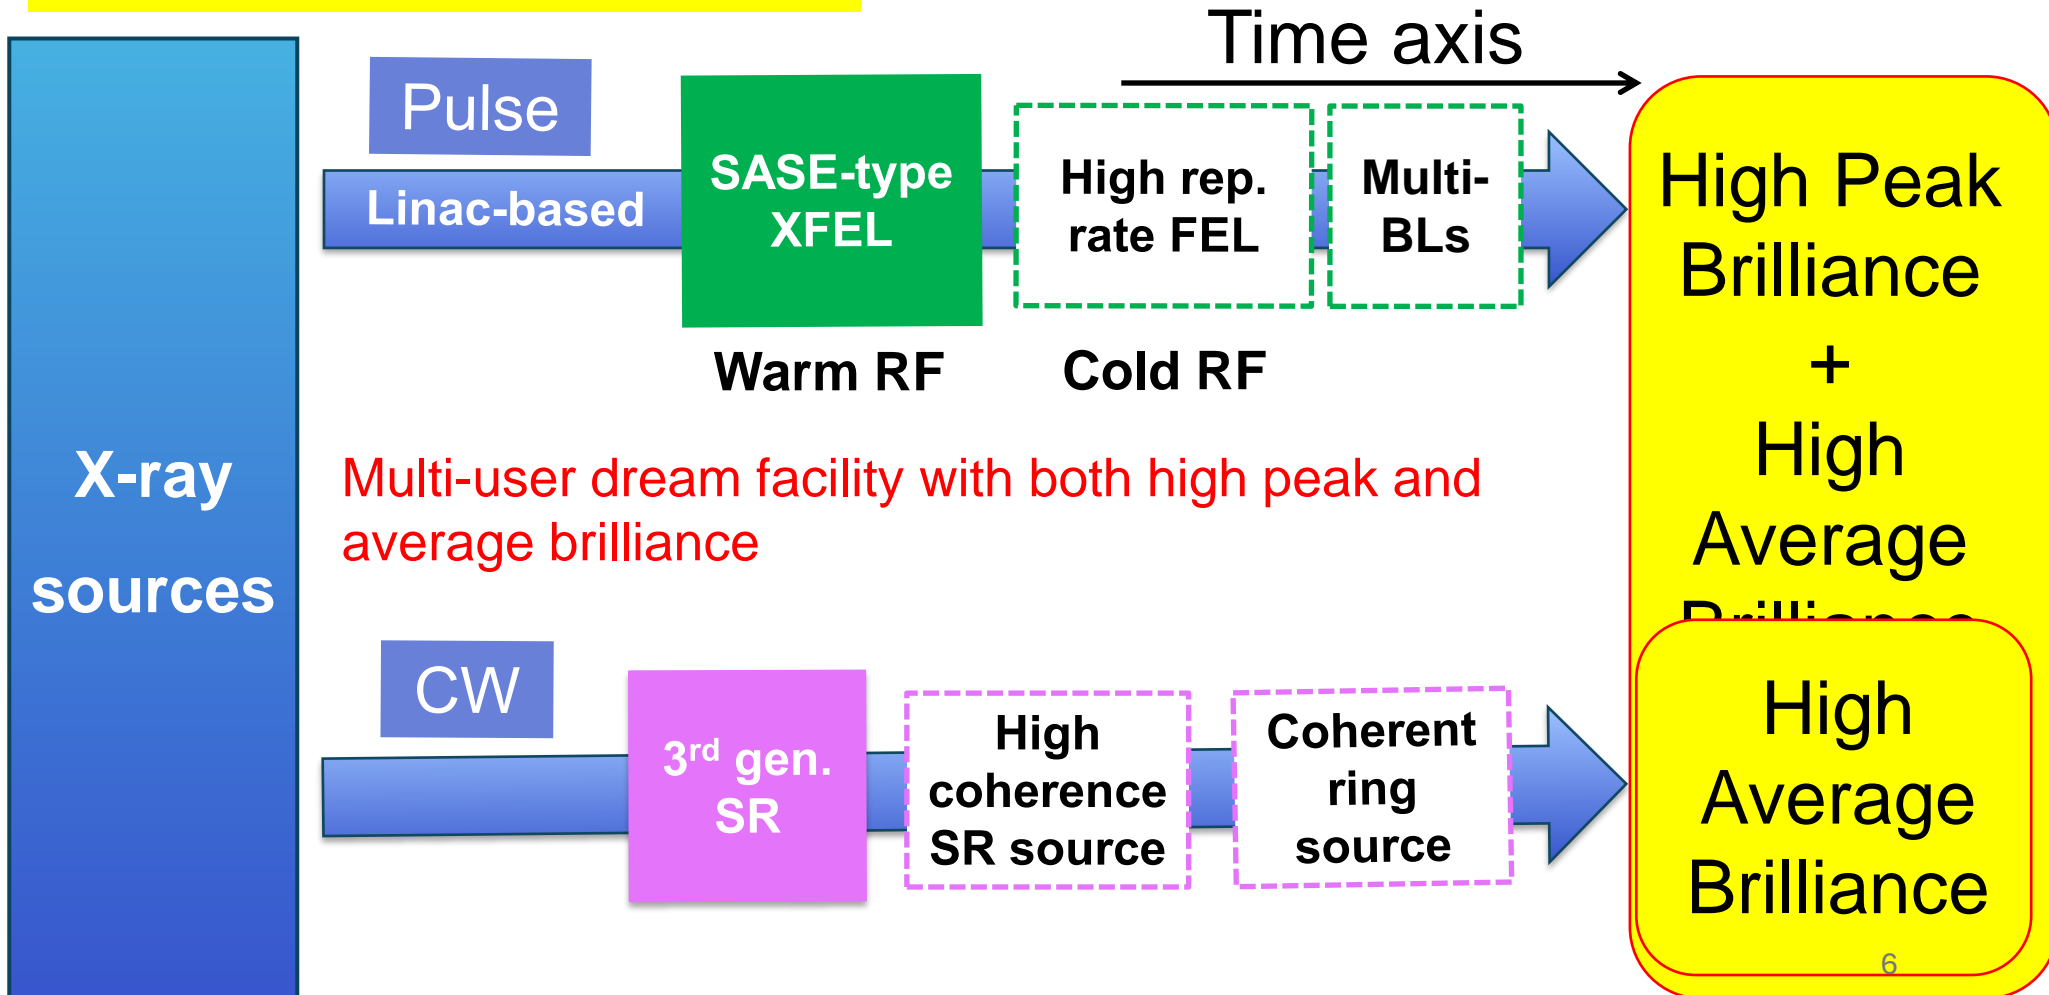 Time axis
Pulse
Linac-based
SASE-type
XFEL
High rep.
rate FEL
Multi-
BLs
Warm RF
Cold RF
High Peak
Brilliance
+
High
Average
Brilliance
X-ray
sources
Multi-user dream facility with both high peak and
average brilliance
CW
3rd gen.
SR
High
coherence
SR source
Coherent
ring
source
High
Average
Brilliance
6